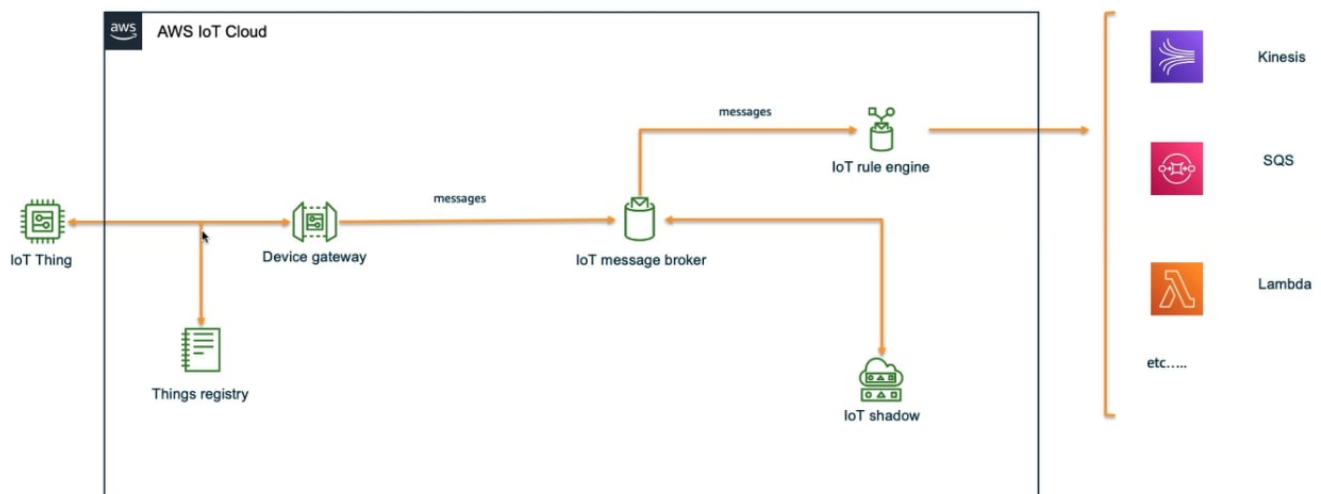 aws
AWS IoT Cloud
Kinesis
messages
IoT rule engine
SQS
messages
IoT Thing
Device gateway
IoT message broker
Lambda
Things registry
etc.....
IoT shadow